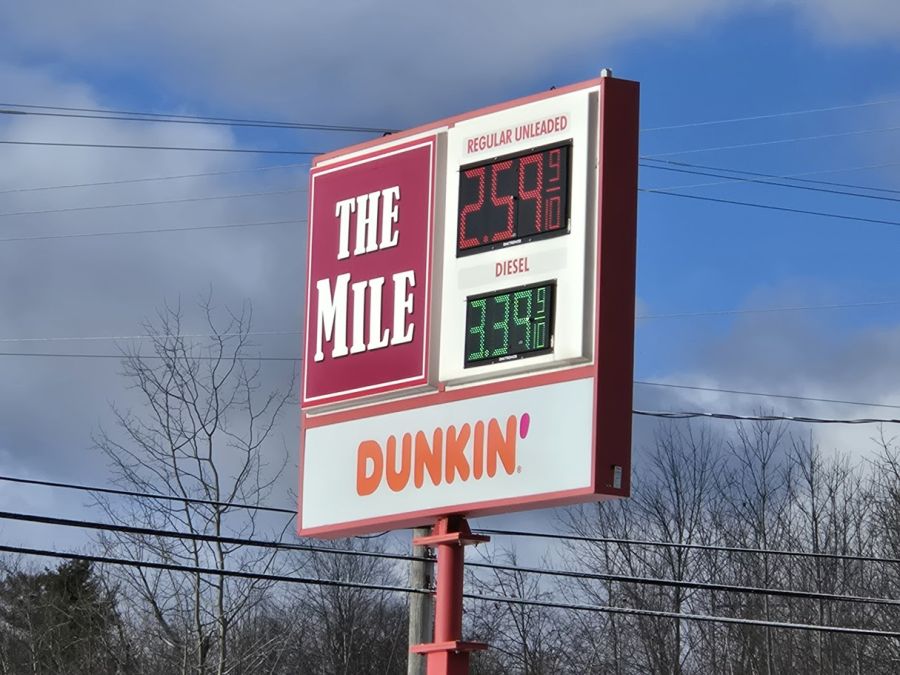 THE
MILE
REGULAR UNLEADED
2.59 9/10
DIESEL
3.39 9/10
DUNKIN'